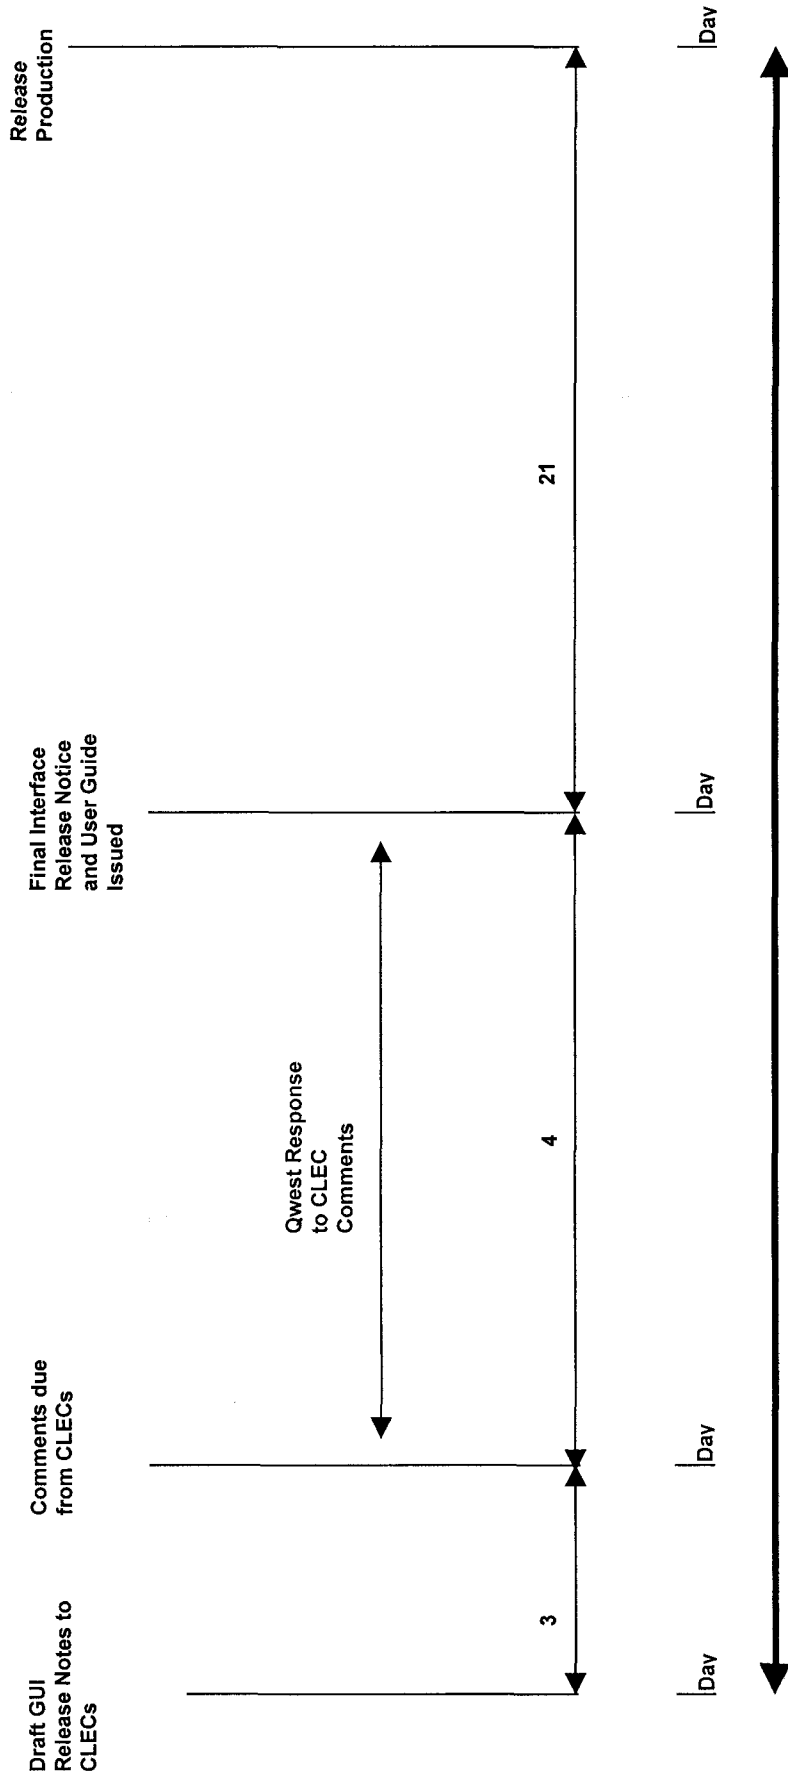 Draft GUI
Release Notes to
CLECs
Comments due
from CLECs
Final Interface
Release Notice
and User Guide
Issued
Release
Production
Qwest Response
to CLEC
Comments
3
4
21
Day
Day
Day
Day